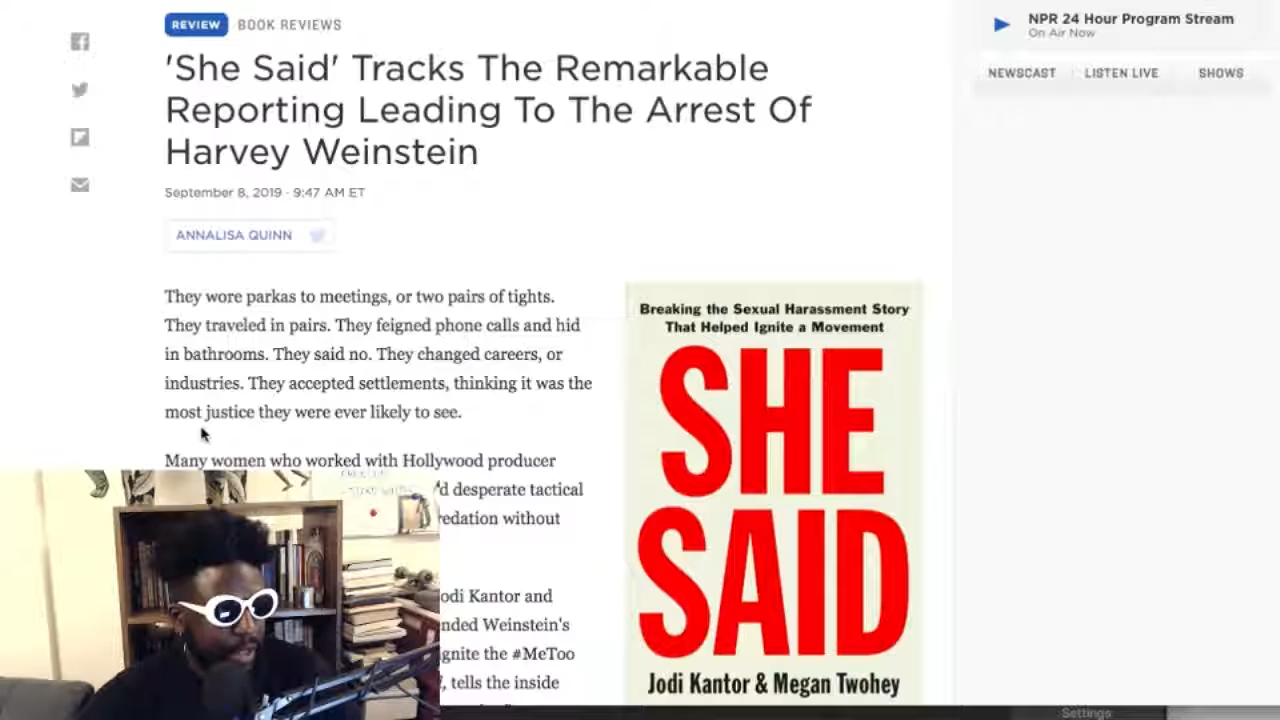 REVIEW BOOK REVIEWS
'She Said' Tracks The Remarkable
Reporting Leading To The Arrest Of
Harvey Weinstein
September 8, 2019 · 9:47 AM ET
ANNALISA QUINN
They wore parkas to meetings, or two pairs of tights.
They traveled in pairs. They feigned phone calls and hid
in bathrooms. They said no. They changed careers, or
industries. They accepted settlements, thinking it was the
most justice they were ever likely to see.
Many women who worked with Hollywood producer
desperate tactical
without
Kantor and
Weinstein's
the #MeToo
tells the inside
Breaking the Sexual Harassment Story
That Helped Ignite a Movement
SHE
SAID
Jodi Kantor & Megan Twohey
NPR 24 Hour Program Stream
On Air Now
NEWSCAST LISTEN LIVE SHOWS
Settings